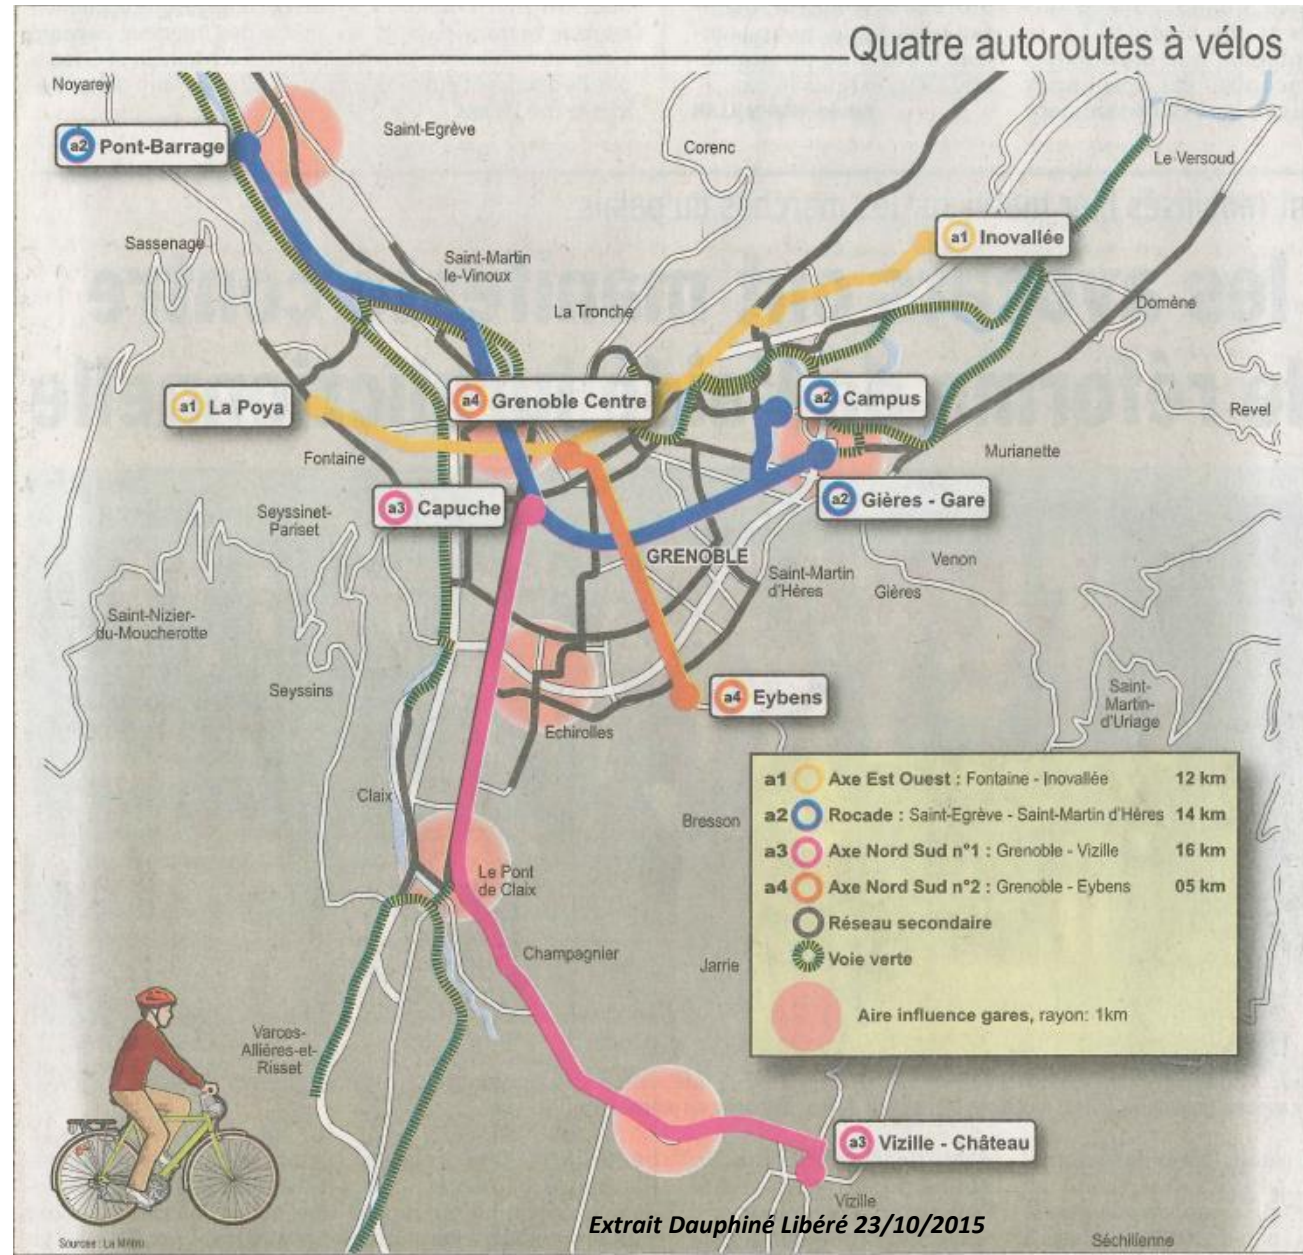 Quatre autoroutes à vélos
Noyarey
Saint-Egrève
a2 Pont-Barrage
Corenc
Le Versoud
Sassenage
a1 Inovallée
Saint-Martin
le-Vinoux
La Tronche
Domène
a1 La Poya
a4 Grenoble Centre
a2 Campus
Revel
Fontaine
Murianette
a3 Capuche
a2 Gières - Gare
Seyssinet-
Pariset
GRENOBLE
Venon
Saint-Martin
d'Hères
Gières
Saint-Nizier-
du-Moucherotte
Seyssins
a4 Eybens
Saint-
Martin-
d'Uriage
Echirolles
Claix
Bresson
a1 Axe Est Ouest : Fontaine - Inovallée 12 km
a2 Rocade : Saint-Egrève - Saint-Martin d'Hères 14 km
a3 Axe Nord Sud n°1 : Grenoble - Vizille 16 km
a4 Axe Nord Sud n°2 : Grenoble - Eybens 05 km
Réseau secondaire
Voie verte
Aire influence gares, rayon: 1km
Le Pont
de Claix
Champagnier
Jarrie
Varces-
Allières-et-
Risset
a3 Vizille - Château
Vizille
Extrait Dauphiné Libéré 23/10/2015
Séchilienne
Sources : La Métro